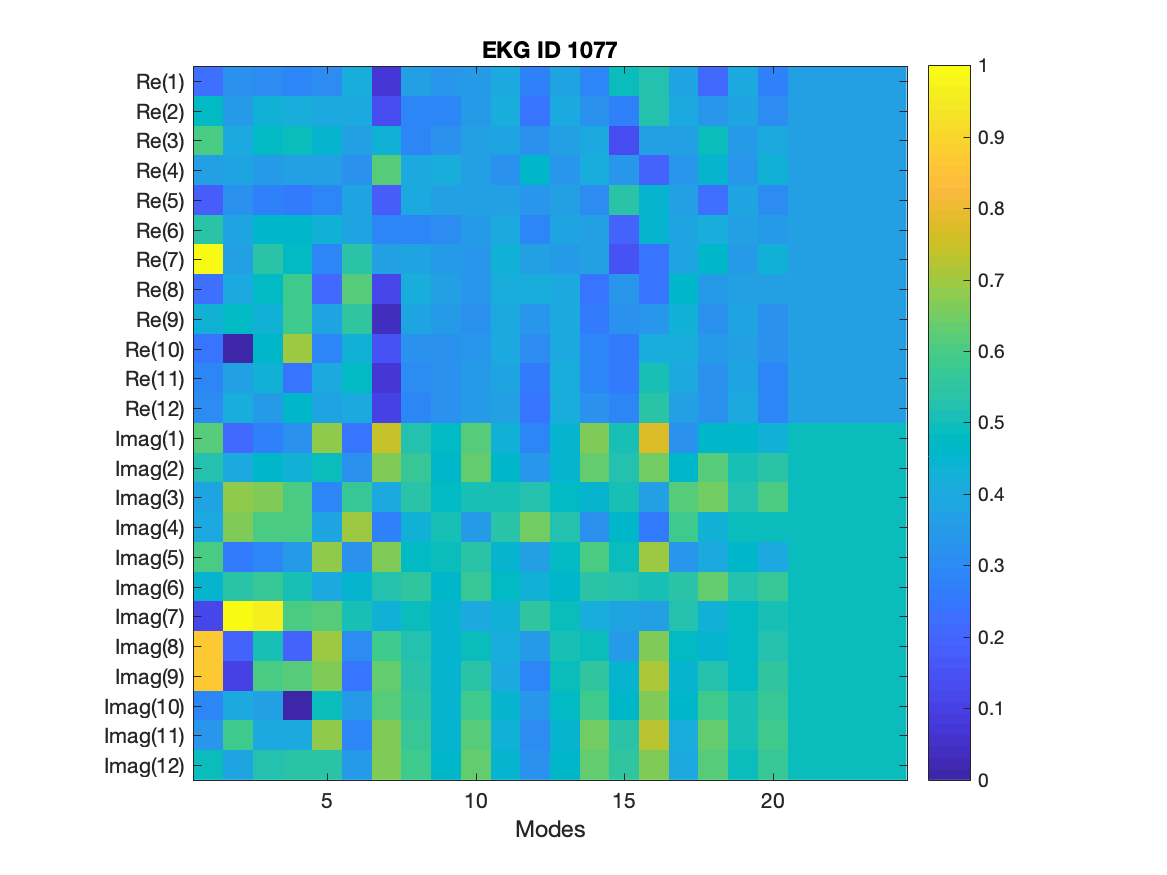 EKG ID 1077
Re(1)
Re(2)
Re(3)
Re(4)
Re(5)
Re(6)
Re(7)
Re(8)
Re(9)
Re(10)
Re(11)
Re(12)
Imag(1)
Imag(2)
Imag(3)
Imag(4)
Imag(5)
Imag(6)
Imag(7)
Imag(8)
Imag(9)
Imag(10)
Imag(11)
Imag(12)
5 10 15 20
Modes
1
0.9
0.8
0.7
0.6
0.5
0.4
0.3
0.2
0.1
0